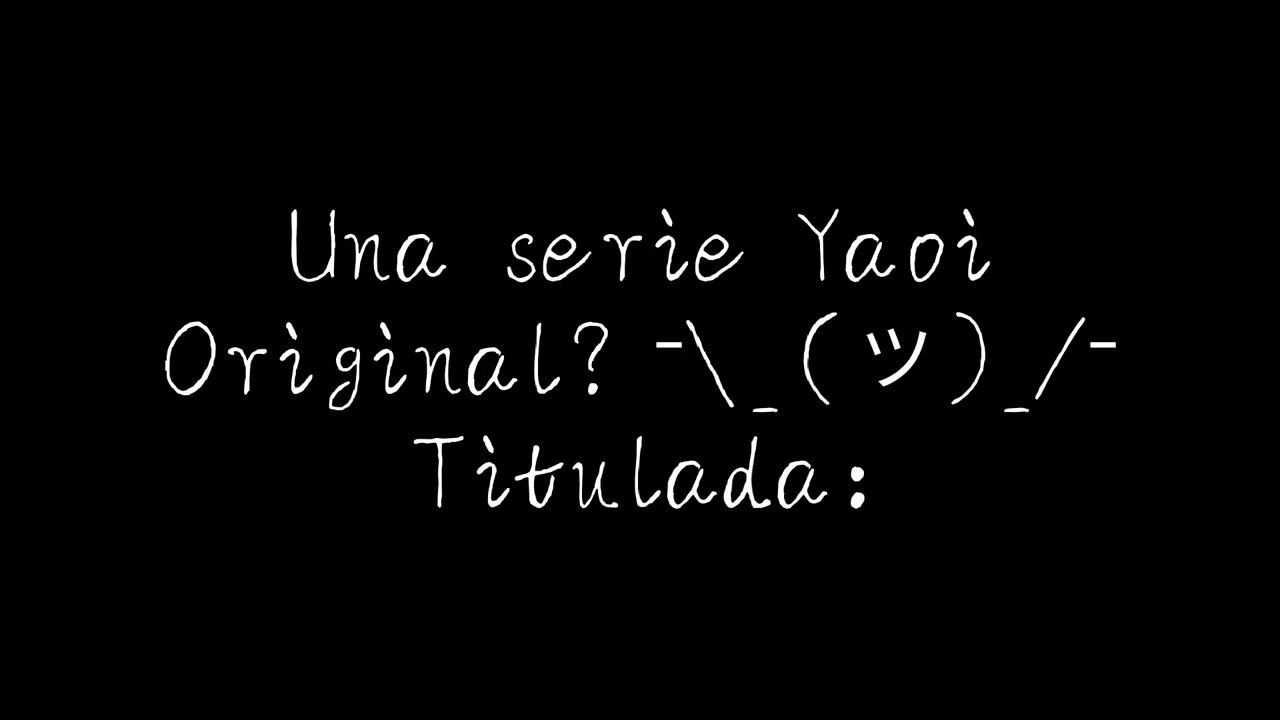 Una serie Yaoi
Original? ¯\_(ツ)_/¯
Titulada: